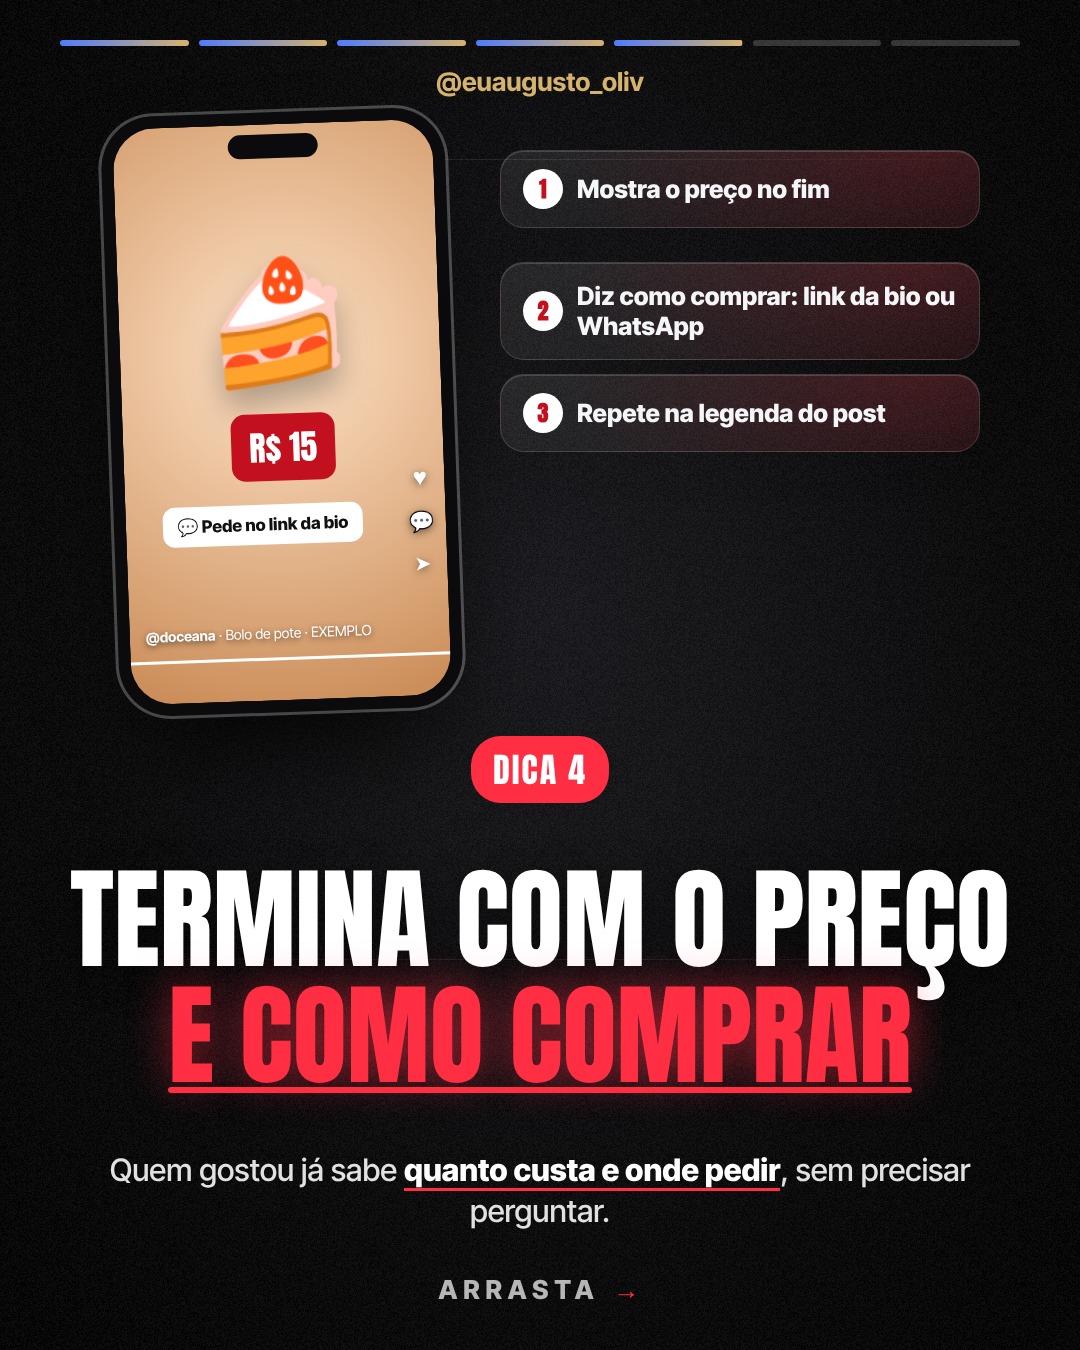 @euaugusto_oliv
R$ 15
💬 Pede no link da bio
@doceana · Bolo de pote · EXEMPLO
1 Mostra o preço no fim
2 Diz como comprar: link da bio ou
WhatsApp
3 Repete na legenda do post
DICA 4
TERMINA COM O PREÇO
E COMO COMPRAR
Quem gostou já sabe quanto custa e onde pedir, sem precisar
perguntar.
ARRASTA →